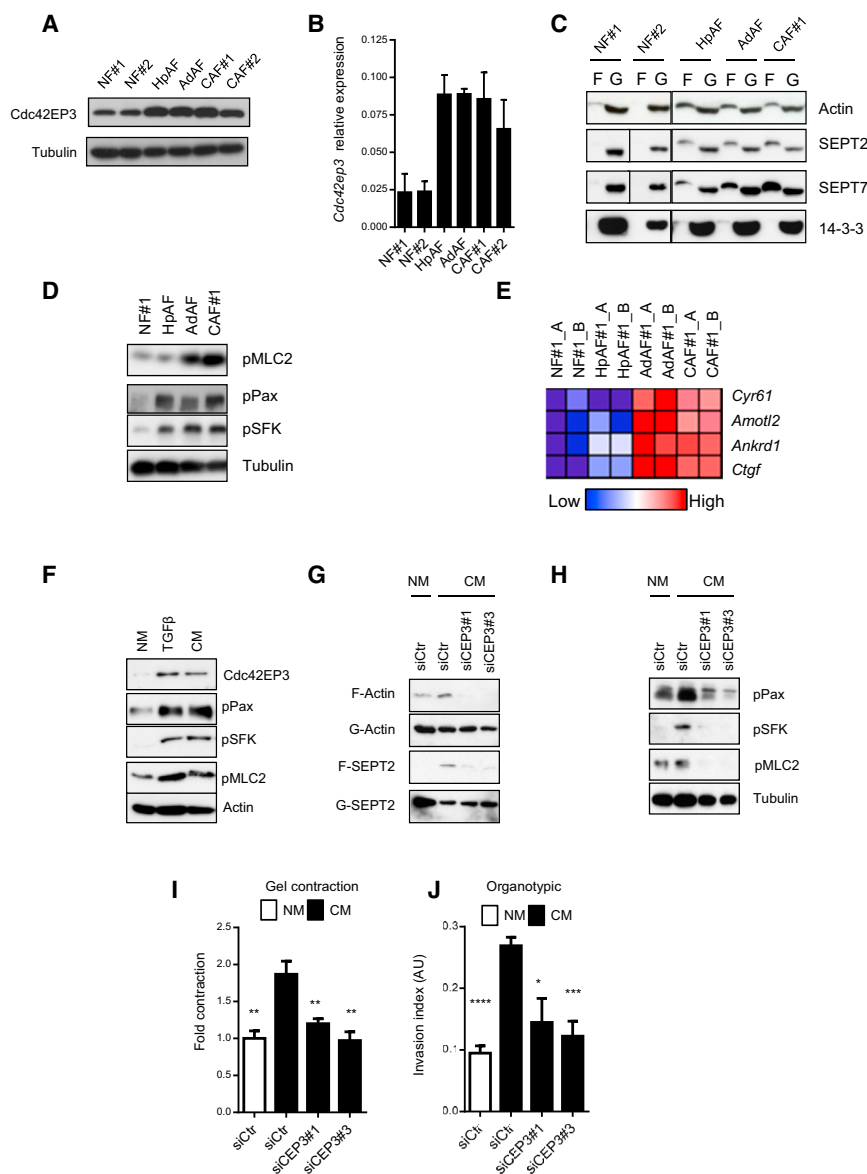 A
NF#1 NF#2 HpAF AdAF CAF#1 CAF#2
Cdc42EP3
Tubulin
B
Cdc42ep3 relative expression
0.125
0.100
0.075
0.050
0.025
0.000
NF#1 NF#2 HpAF AdAF CAF#1 CAF#2
C
NF#1 NF#2 HpAF AdAF CAF#1
F G F G F G F G F G
Actin
SEPT2
SEPT7
14-3-3
D
NF#1 HpAF AdAF CAF#1
pMLC2
pPax
pSFK
Tubulin
E
NF#1_A NF#1_B HpAF#1_A HpAF#1_B AdAF#1_A AdAF#1_B CAF#1_A CAF#1_B
Cyr61
Amotl2
Ankrd1
Ctgf
Low High
F
NM TGFβ CM
Cdc42EP3
pPax
pSFK
pMLC2
Actin
G
NM CM
siCtr siCtr siCEP3#1 siCEP3#3
F-Actin
G-Actin
F-SEPT2
G-SEPT2
H
NM CM
siCtr siCtr siCEP3#1 siCEP3#3
pPax
pSFK
pMLC2
Tubulin
I
Gel contraction
NM CM
Fold contraction
2.5
2.0
1.5
1.0
0.5
0.0
** ** **
siCtr siCtr siCEP3#1 siCEP3#3
J
Organotypic
NM CM
Invasion index (AU)
0.3
0.2
0.1
0.0
**** * ***
siCtr siCtr siCEP3#1 siCEP3#3